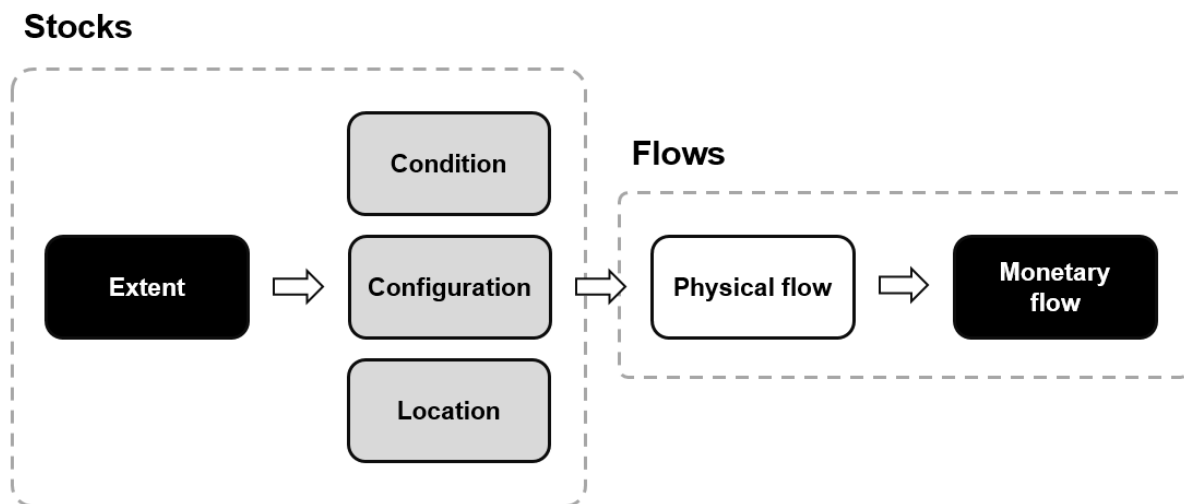 Stocks
Condition
Flows
Extent
Configuration
Physical flow
Monetary
flow
Location